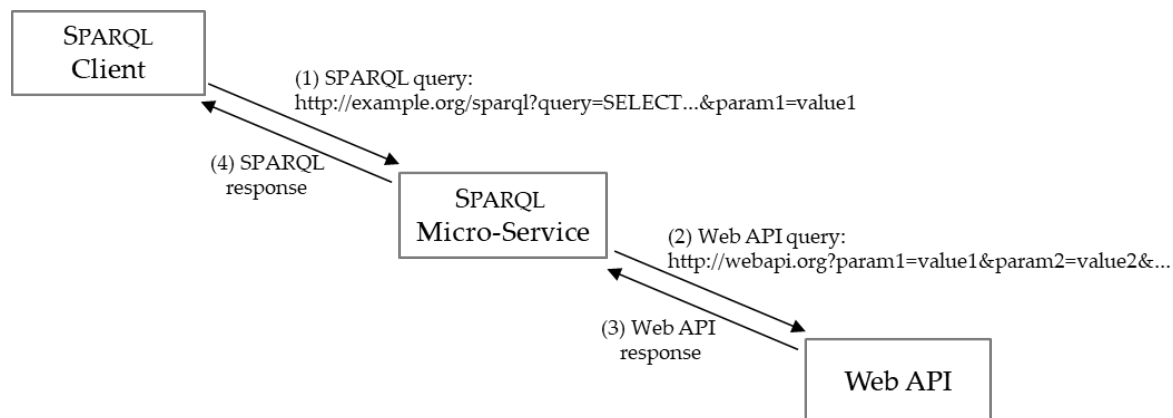 SPARQL
Client
(1) SPARQL query:
http://example.org/sparql?query=SELECT...&param1=value1
(4) SPARQL
response
SPARQL
Micro-Service
(2) Web API query:
http://webapi.org?param1=value1&param2=value2&...
(3) Web API
response
Web API